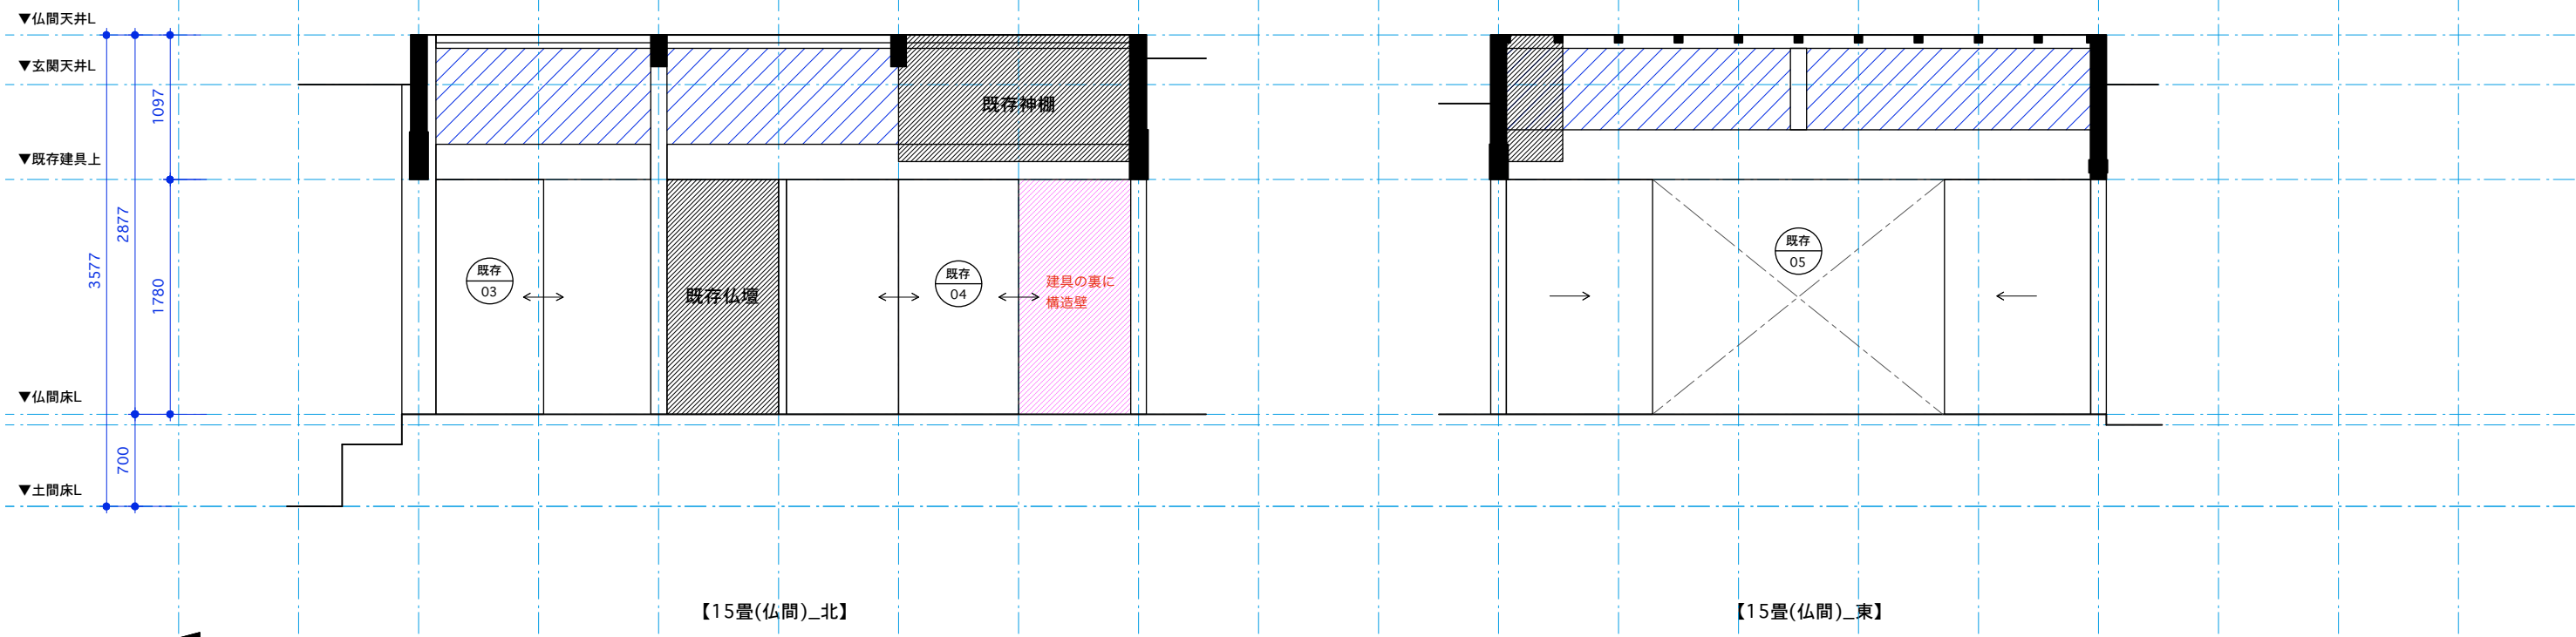 ▼仏間天井L
▼玄関天井L
▼既存建具上
▼仏間床L
▼土間床L
1097
2877
3577
1780
700
既存神棚
既存
03
既存仏壇
既存
04
建具の裏に
構造壁
【15畳(仏間)_北】
既存
05
【15畳(仏間)_東】